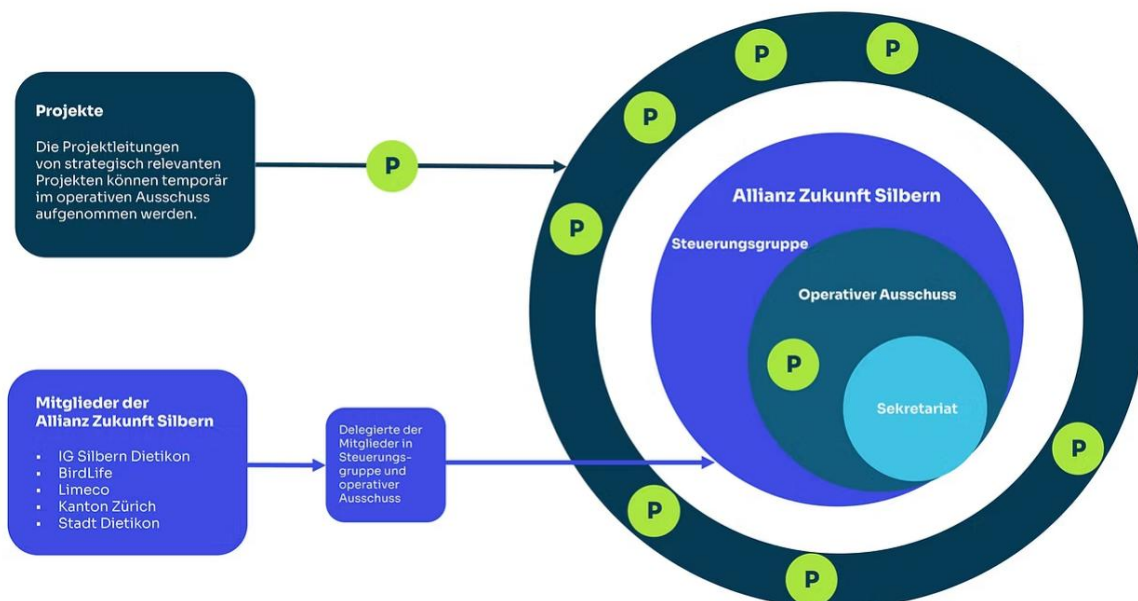 Projekte
Die Projektleitungen
von strategisch relevanten
Projekten können temporär
im operativen Ausschuss
aufgenommen werden.
P
P
P
P
P
Allianz Zukunft Silbern
Steuerungsgruppe
Operativer Ausschuss
P
Sekretariat
Mitglieder der
Allianz Zukunft Silbern
▪ IG Silbern Dietikon
▪ BirdLife
▪ Limeco
▪ Kanton Zürich
▪ Stadt Dietikon
Delegierte der
Mitglieder in
Steuerungs-
gruppe und
operativer
Ausschuss
P
P
P